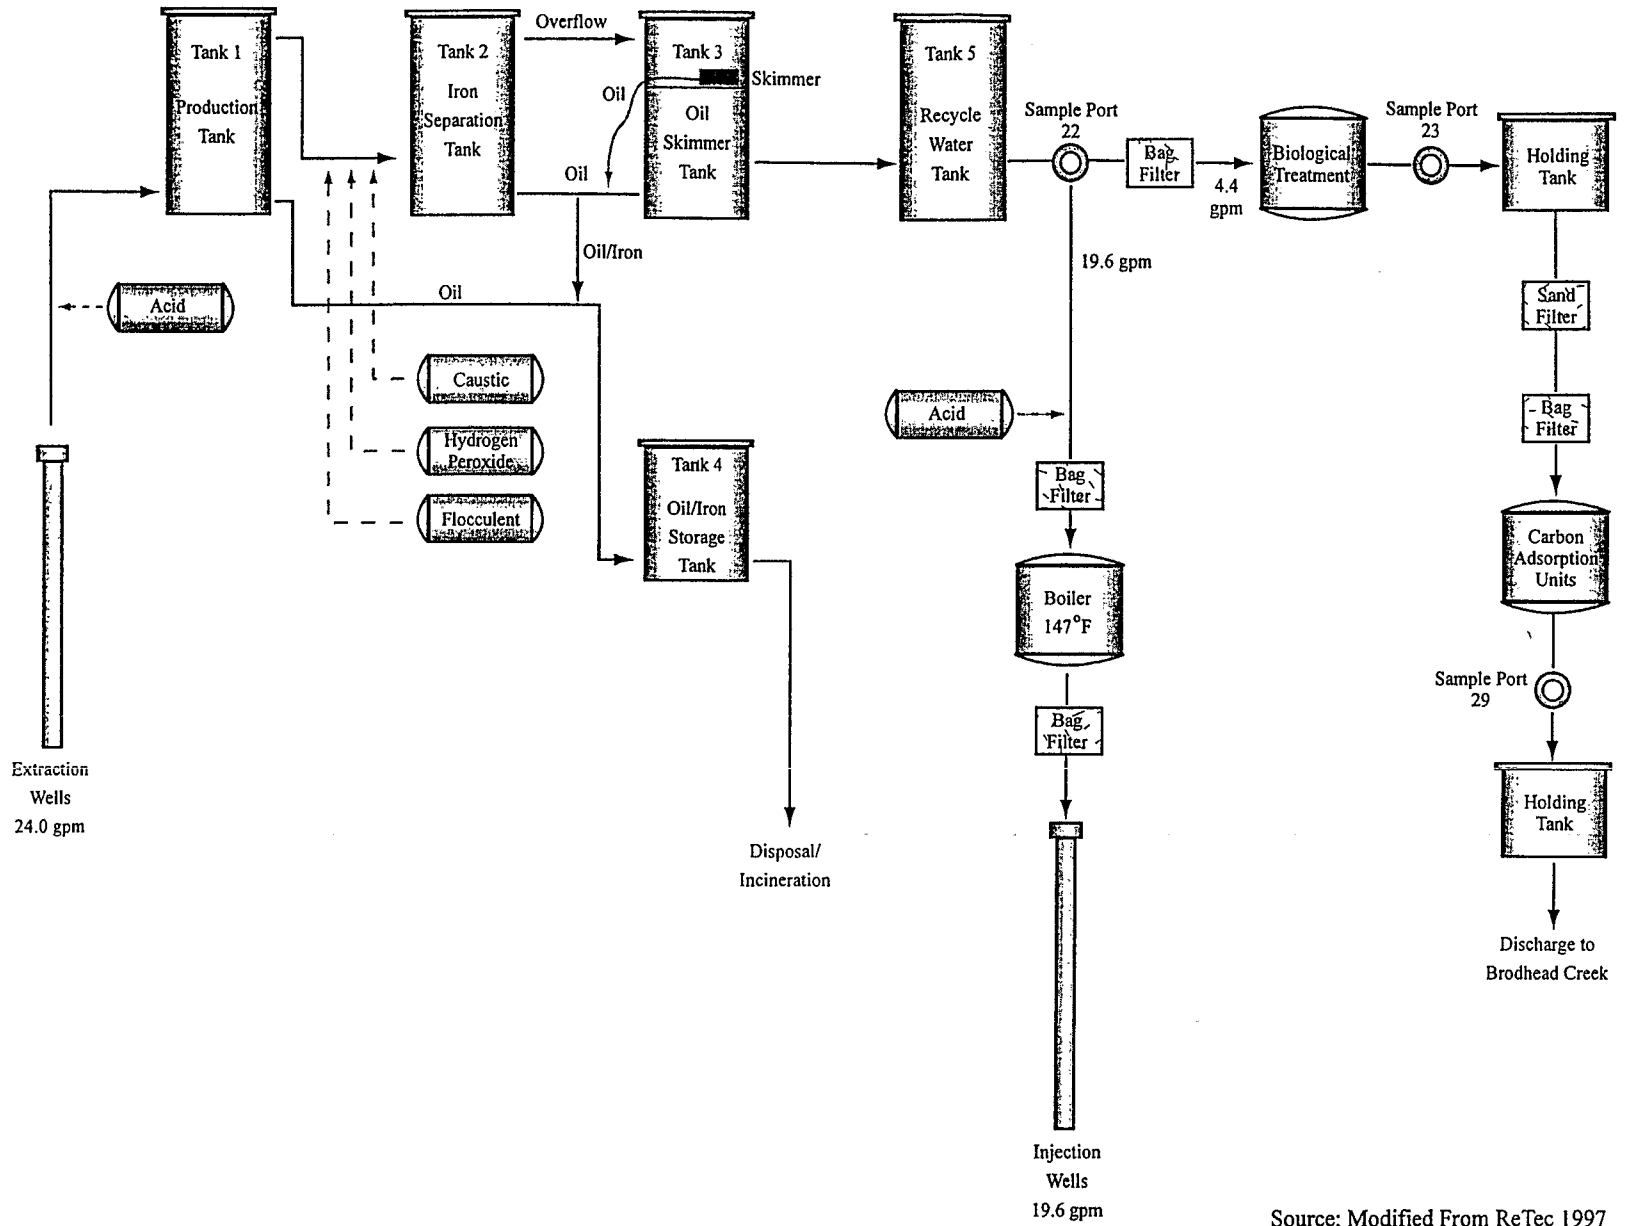 Tank 1
Production
Tank
Overflow
Tank 2
Iron
Separation
Tank
Tank 3
Skimmer
Oil
Oil
Skimmer
Tank
Oil
Oil/Iron
Tank 5
Recycle
Water
Tank
Sample Port
22
Bag
Filter
4.4
gpm
Biological
Treatment
Sample Port
23
Holding
Tank
Sand
Filter
Bag
Filter
Carbon
Adsorption
Units
Sample Port
29
Holding
Tank
Discharge to
Brodhead Creek
19.6 gpm
Acid
Bag
Filter
Boiler
147°F
Bag
Filter
Injection
Wells
19.6 gpm
Acid
Oil
Caustic
Hydrogen
Peroxide
Flocculent
Tank 4
Oil/Iron
Storage
Tank
Disposal/
Incineration
Extraction
Wells
24.0 gpm
Source: Modified From ReTec 1997